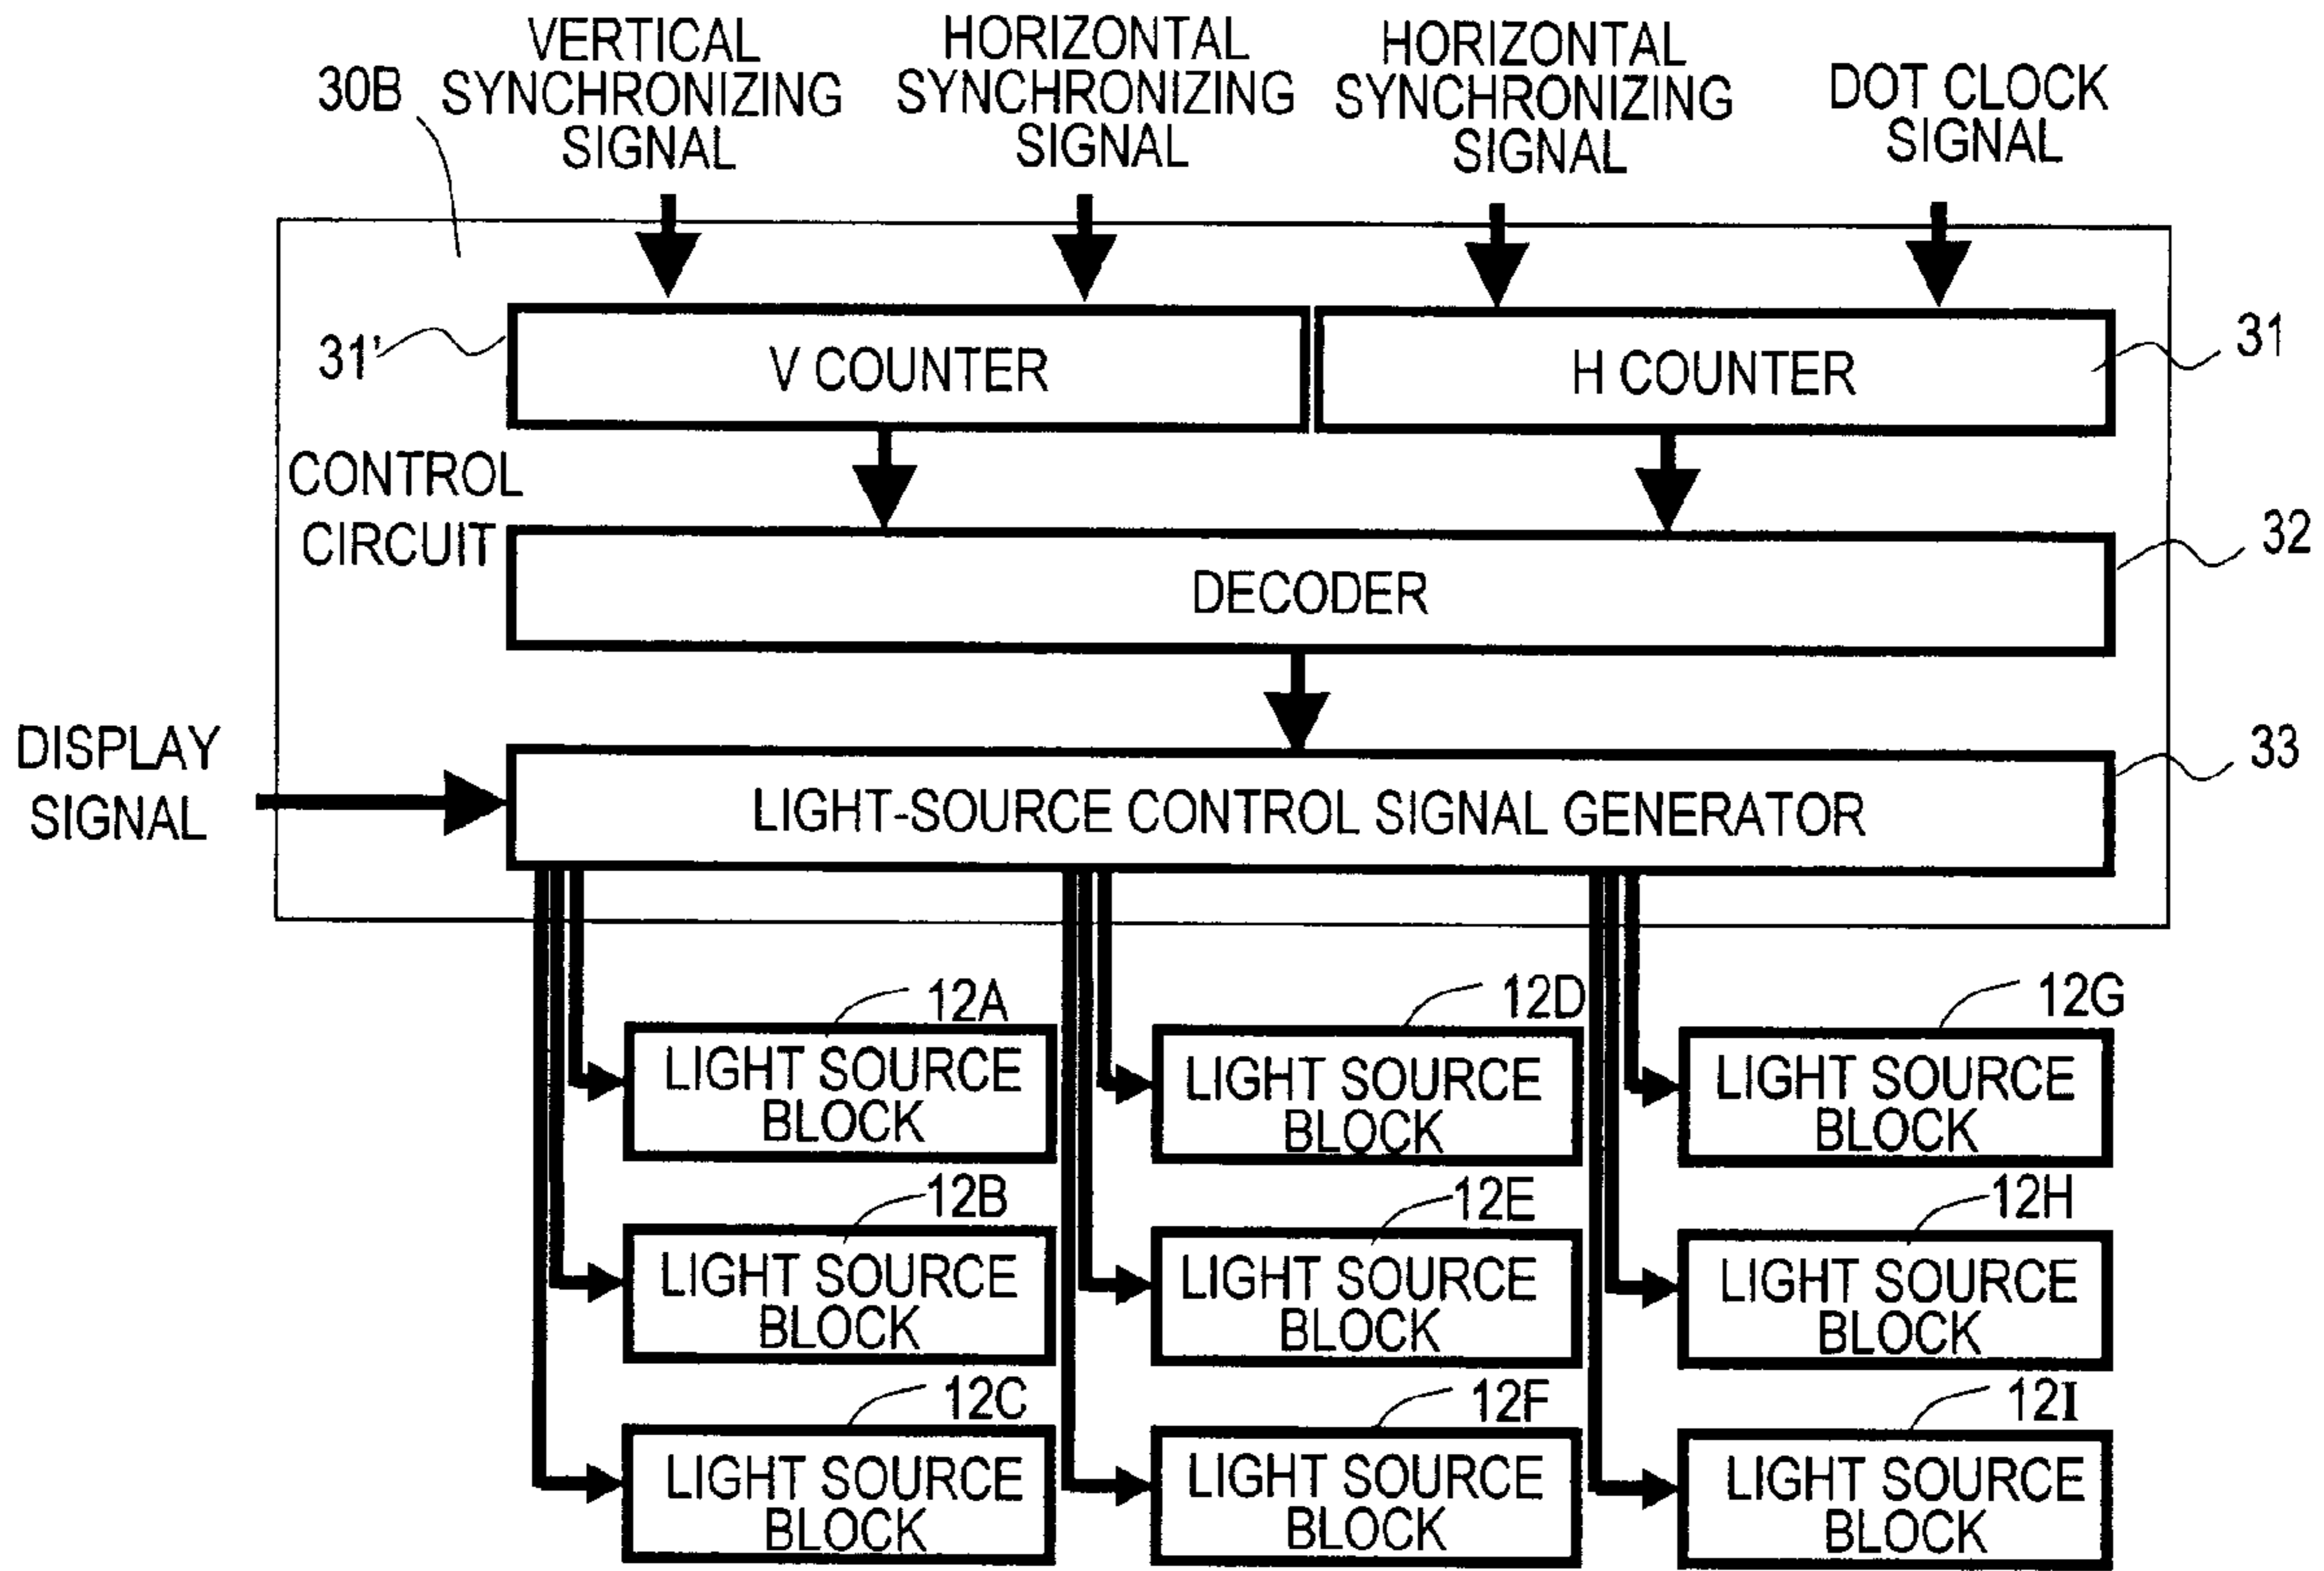 30B
VERTICAL
SYNCHRONIZING
SIGNAL
HORIZONTAL
SYNCHRONIZING
SIGNAL
HORIZONTAL
SYNCHRONIZING
SIGNAL
DOT CLOCK
SIGNAL
31'
V COUNTER
H COUNTER
31
CONTROL
CIRCUIT
DECODER
32
DISPLAY
SIGNAL
LIGHT-SOURCE CONTROL SIGNAL GENERATOR
33
12A
LIGHT SOURCE
BLOCK
12D
LIGHT SOURCE
BLOCK
12G
LIGHT SOURCE
BLOCK
12B
LIGHT SOURCE
BLOCK
12E
LIGHT SOURCE
BLOCK
12H
LIGHT SOURCE
BLOCK
12C
LIGHT SOURCE
BLOCK
12F
LIGHT SOURCE
BLOCK
12I
LIGHT SOURCE
BLOCK